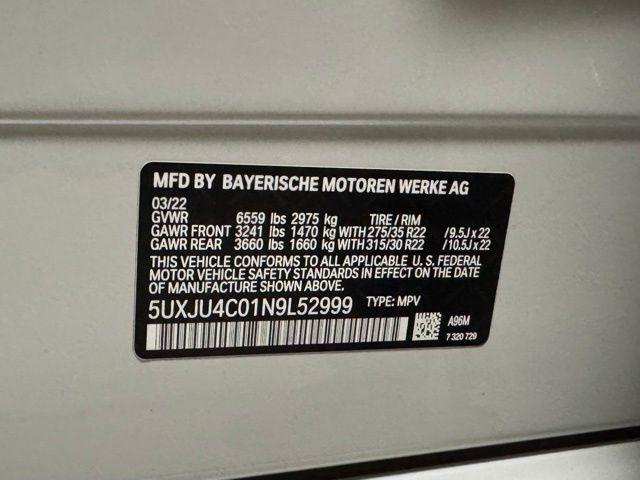 MFD BY BAYERISCHE MOTOREN WERKE AG
03/22
GVWR 6559 lbs 2975 kg TIRE / RIM
GAWR FRONT 3241 lbs 1470 kg WITH 275/35 R22 /9.5J x 22
GAWR REAR 3660 lbs 1660 kg WITH 315/30 R22 /10.5J x 22
THIS VEHICLE CONFORMS TO ALL APPLICABLE U. S. FEDERAL
MOTOR VEHICLE SAFETY STANDARDS IN EFFECT ON THE DATE
OF MANUFACTURE SHOWN ABOVE.
5UXJU4C01N9L52999 TYPE: MPV
A96M
7 320 729